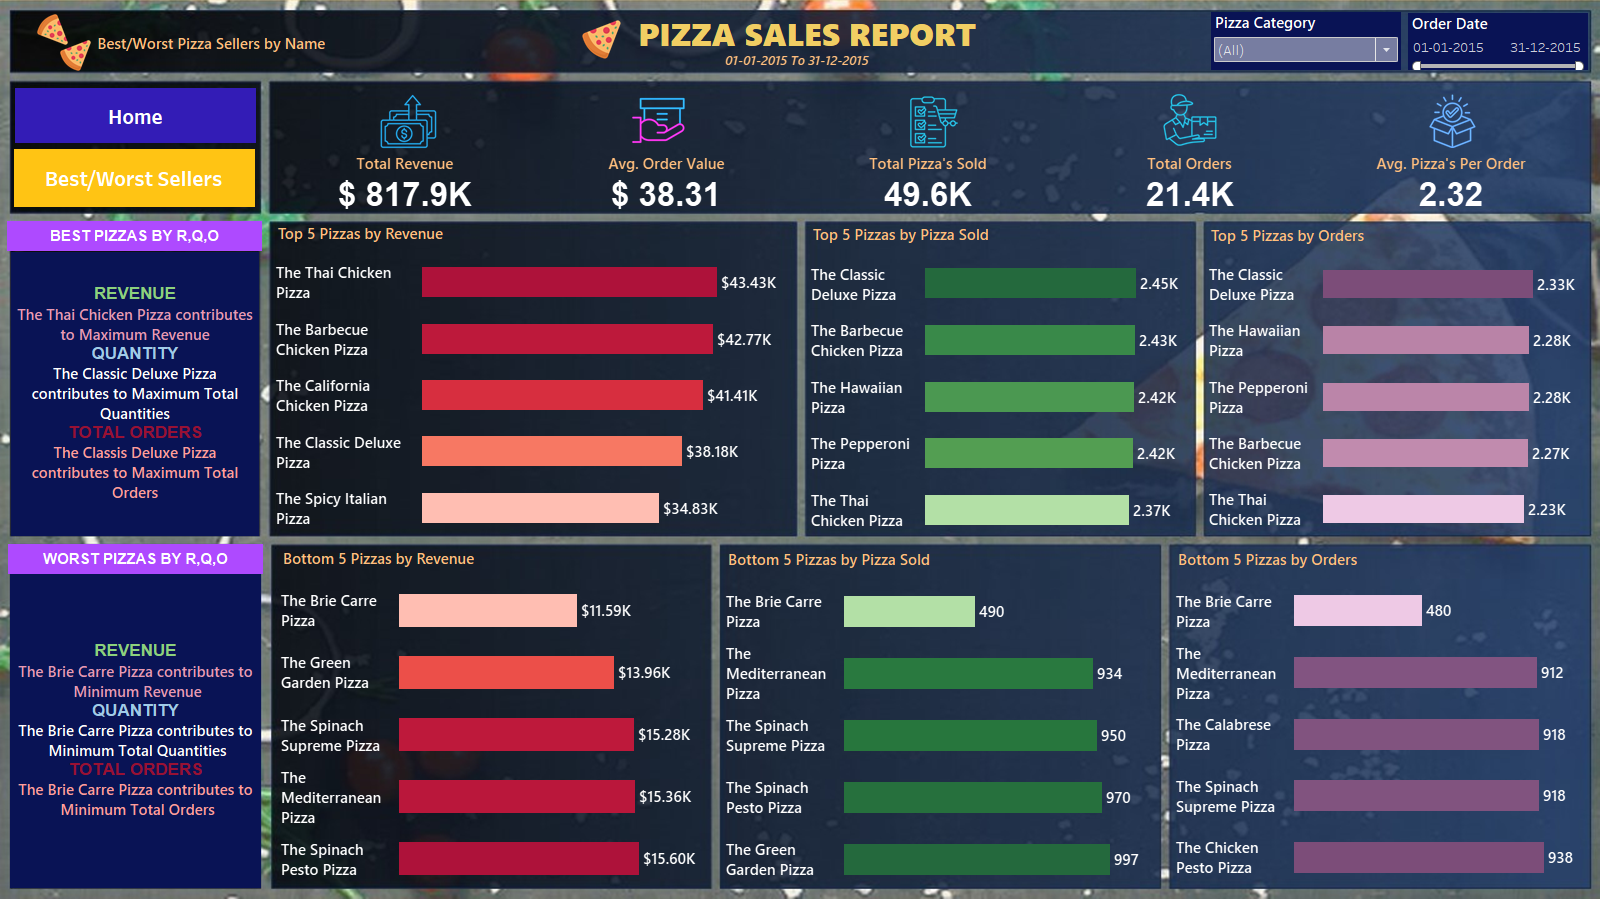 Best/Worst Pizza Sellers by Name
PIZZA SALES REPORT
01-01-2015 To 31-12-2015
Pizza Category
(All)
Order Date
01-01-2015 31-12-2015
Home
Best/Worst Sellers
Total Revenue
$ 817.9K
Avg. Order Value
$ 38.31
Total Pizza's Sold
49.6K
Total Orders
21.4K
Avg. Pizza's Per Order
2.32
BEST PIZZAS BY R,Q,O
REVENUE
The Thai Chicken Pizza contributes
to Maximum Revenue
QUANTITY
The Classic Deluxe Pizza
contributes to Maximum Total
Quantities
TOTAL ORDERS
The Classis Deluxe Pizza
contributes to Maximum Total
Orders
Top 5 Pizzas by Revenue
The Thai Chicken
Pizza
$43.43K
The Barbecue
Chicken Pizza
$42.77K
The California
Chicken Pizza
$41.41K
The Classic Deluxe
Pizza
$38.18K
The Spicy Italian
Pizza
$34.83K
Top 5 Pizzas by Pizza Sold
The Classic
Deluxe Pizza
2.45K
The Barbecue
Chicken Pizza
2.43K
The Hawaiian
Pizza
2.42K
The Pepperoni
Pizza
2.42K
The Thai
Chicken Pizza
2.37K
Top 5 Pizzas by Orders
The Classic
Deluxe Pizza
2.33K
The Hawaiian
Pizza
2.28K
The Pepperoni
Pizza
2.28K
The Barbecue
Chicken Pizza
2.27K
The Thai
Chicken Pizza
2.23K
WORST PIZZAS BY R,Q,O
REVENUE
The Brie Carre Pizza contributes to
Minimum Revenue
QUANTITY
The Brie Carre Pizza contributes to
Minimum Total Quantities
TOTAL ORDERS
The Brie Carre Pizza contributes to
Minimum Total Orders
Bottom 5 Pizzas by Revenue
The Brie Carre
Pizza
$11.59K
The Green
Garden Pizza
$13.96K
The Spinach
Supreme Pizza
$15.28K
The
Mediterranean
Pizza
$15.36K
The Spinach
Pesto Pizza
$15.60K
Bottom 5 Pizzas by Pizza Sold
The Brie Carre
Pizza
490
The
Mediterranean
Pizza
934
The Spinach
Supreme Pizza
950
The Spinach
Pesto Pizza
970
The Green
Garden Pizza
997
Bottom 5 Pizzas by Orders
The Brie Carre
Pizza
480
The
Mediterranean
Pizza
912
The Calabrese
Pizza
918
The Spinach
Supreme Pizza
918
The Chicken
Pesto Pizza
938